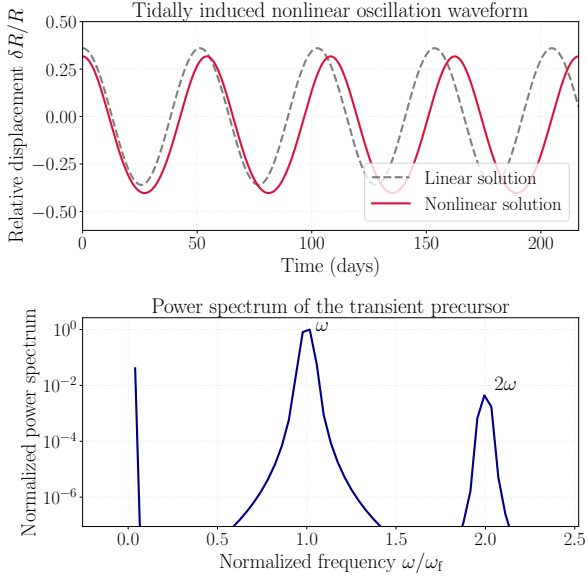 Tidally induced nonlinear oscillation waveform
Relative displacement δR/R
0.50
0.25
0.00
−0.25
−0.50
Linear solution
Nonlinear solution
0
50
100
150
200
Time (days)
Power spectrum of the transient precursor
Normalized power spectrum
10⁰
10⁻²
10⁻⁴
10⁻⁶
ω
2ω
0.0
0.5
1.0
1.5
2.0
2.5
Normalized frequency ω/ω_f